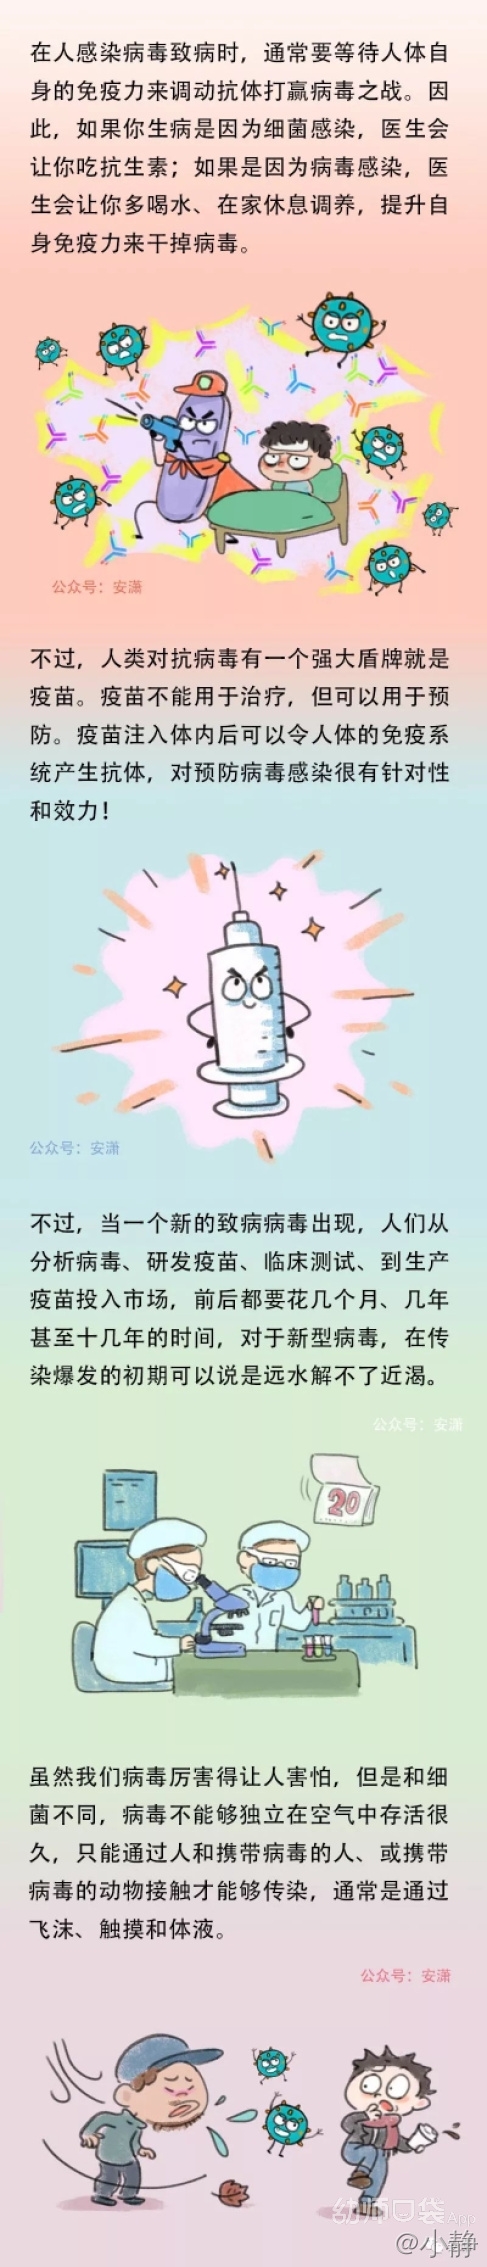 在人感染病毒致病时，通常要等待人体自
身的免疫力来调动抗体打赢病毒之战。因
此，如果你生病是因为细菌感染，医生会
让你吃抗生素；如果是因为病毒感染，医
生会让你多喝水、在家休息调养，提升自
身免疫力来干掉病毒。
公众号：安潇
不过，人类对抗病毒有一个强大盾牌就是
疫苗。疫苗不能用于治疗，但可以用于预
防。疫苗注入体内后可以令人体的免疫系
统产生抗体，对预防病毒感染很有针对性
和效力！
公众号：安潇
不过，当一个新的致病病毒出现，人们从
分析病毒、研发疫苗、临床测试、到生产
疫苗投入市场，前后都要花几个月、几年
甚至十几年的时间，对于新型病毒，在传
染爆发的初期可以说是远水解不了近渴。
公众号：安潇
20
虽然我们病毒厉害得让人害怕，但是和细
菌不同，病毒不能够独立在空气中存活很
久，只能通过人和携带病毒的人、或携带
病毒的动物接触才能够传染，通常是通过
飞沫、触摸和体液。
公众号：安潇
幼师口袋App
@小静